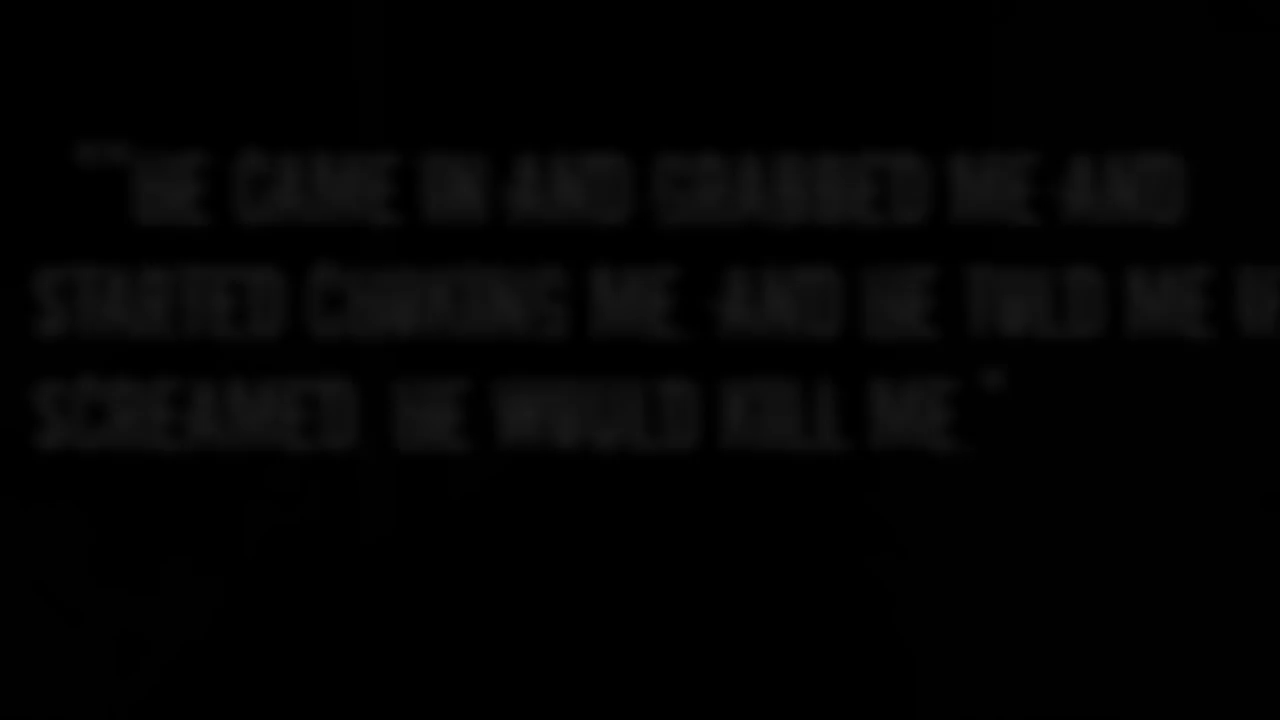 "HE CAME IN AND GRABBED ME AND
STARTED CHOKING ME. AND HE TOLD ME
SCREAMED, HE WOULD KILL ME."